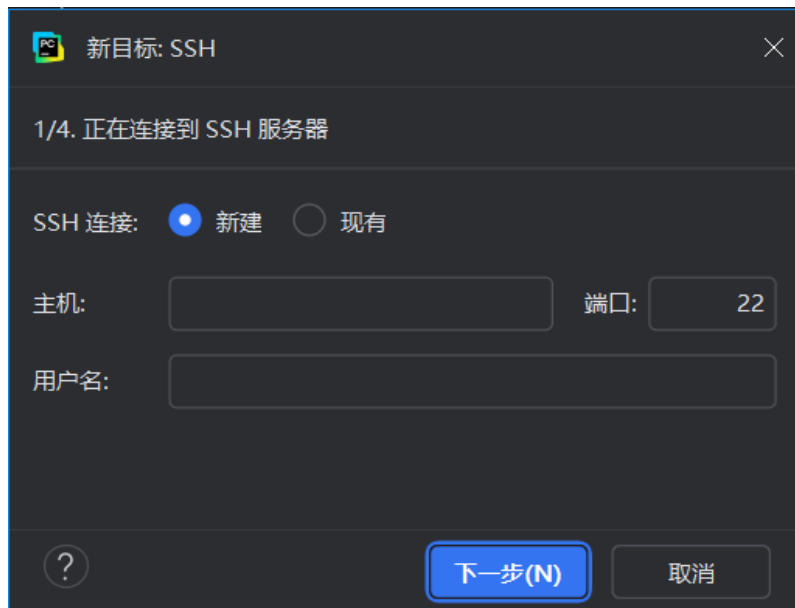 新目标: SSH
1/4. 正在连接到 SSH 服务器
SSH 连接: 新建 现有
主机: 端口: 22
用户名:
? 下一步(N) 取消